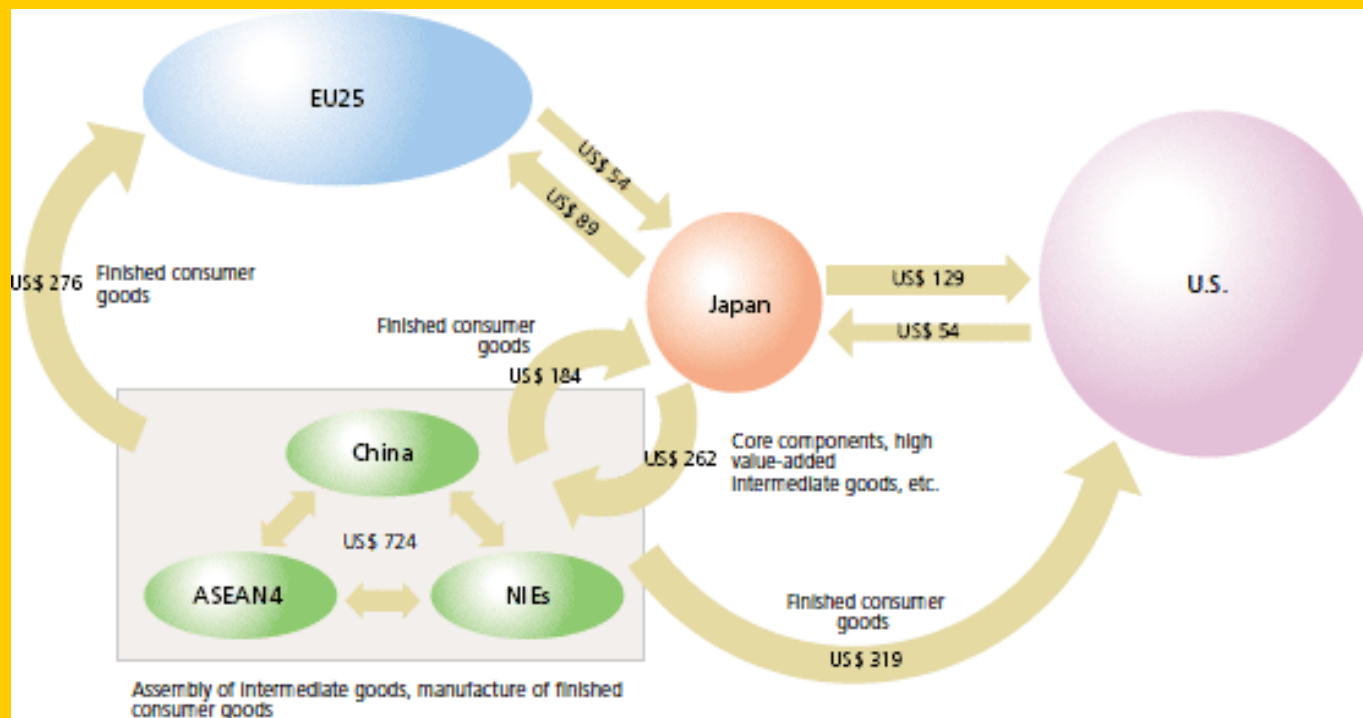 EU25
US$ 54
US$ 89
US$ 276
Finished consumer
goods
Japan
US$ 129
US$ 54
U.S.
Finished consumer
goods
US$ 184
China
US$ 262
Core components, high
value-added
intermediate goods, etc.
US$ 724
ASEAN4
NIEs
Finished consumer
goods
US$ 319
Assembly of intermediate goods, manufacture of finished
consumer goods